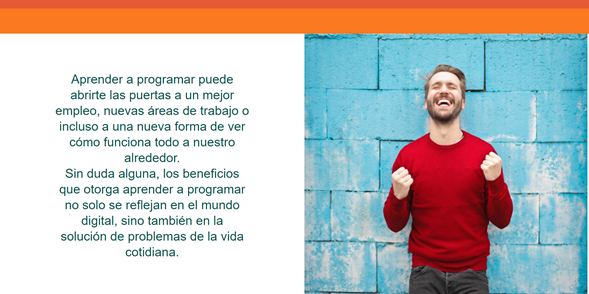 Aprender a programar puede
abrirte las puertas a un mejor
empleo, nuevas áreas de trabajo o
incluso a una nueva forma de ver
cómo funciona todo a nuestro
alrededor.
Sin duda alguna, los beneficios
que otorga aprender a programar
no solo se reflejan en el mundo
digital, sino también en la
solución de problemas de la vida
cotidiana.